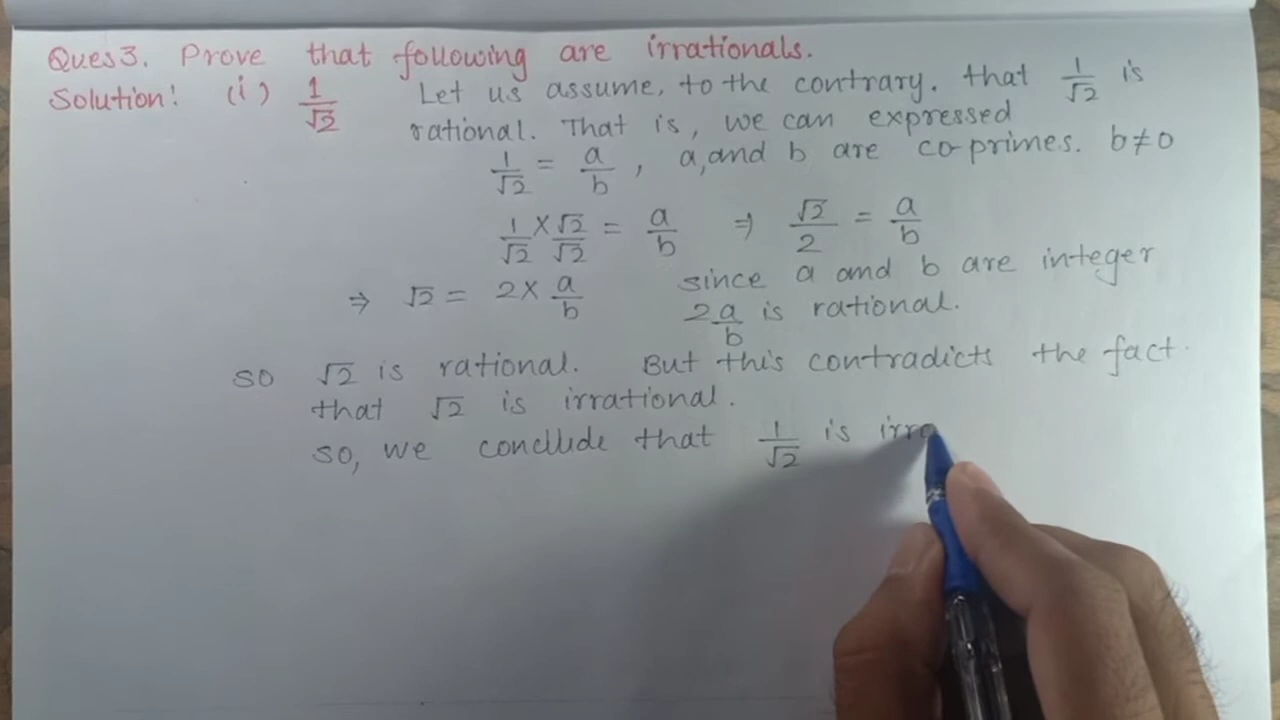 Ques 3. Prove that following are irrationals.
Solution: (i) 1/√2 Let us assume, to the contrary. that 1/√2 is
rational. That is, we can expressed
1/√2 = a/b , a, and b are co-primes. b≠0
1/√2 × √2/√2 = a/b ⇒ √2/2 = a/b
⇒ √2 = 2× a/b since a and b are integer
2a/b is rational.
so √2 is rational. But this contradicts the fact.
that √2 is irrational.
so, we conclude that 1/√2 is irra